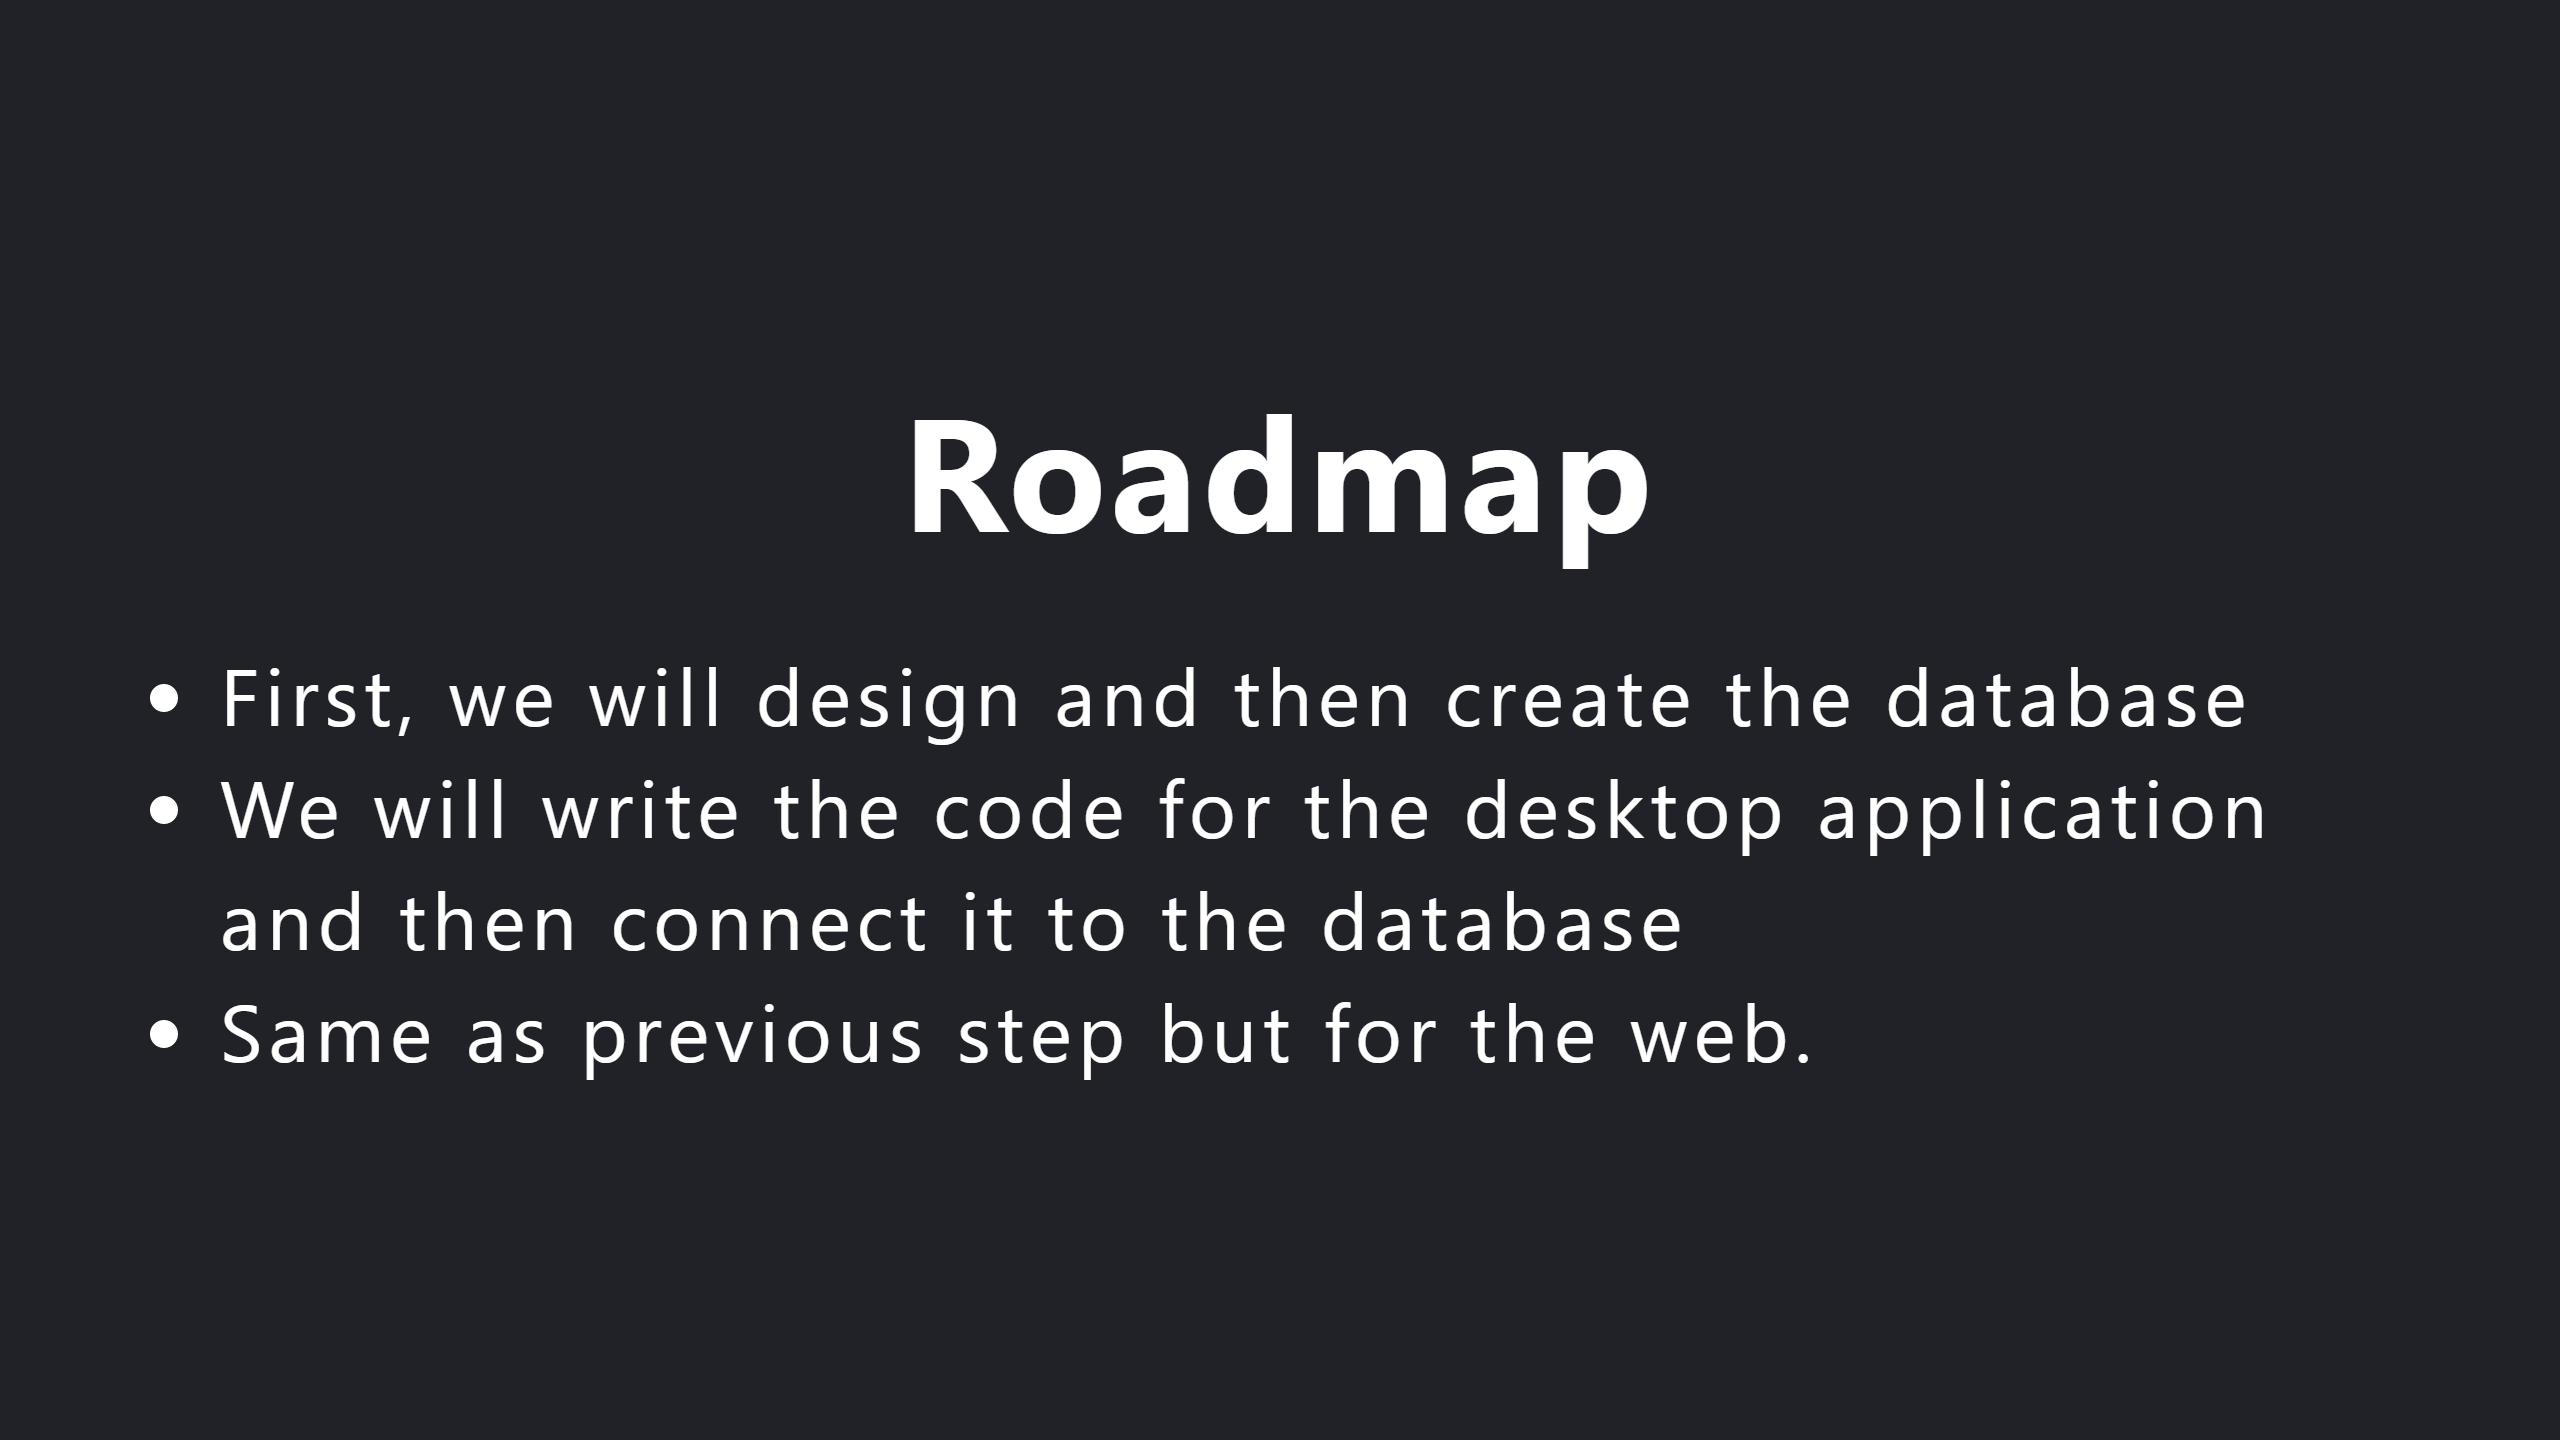 Roadmap
• First, we will design and then create the database
• We will write the code for the desktop application
and then connect it to the database
• Same as previous step but for the web.